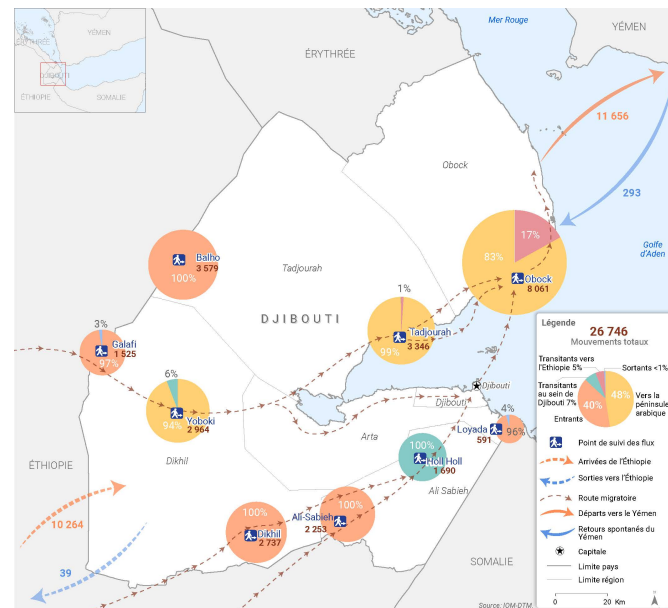 ÉRYTHRÉE
YÉMEN
DJIBOUTI
ÉTHIOPIE
SOMALIE
Mer Rouge
YÉMEN
ÉRYTHRÉE
11 656
293
Golfe
d'Aden
Obock
17%
83%
Obock
8 061
Balho
3 579
100%
Tadjourah
DJIBOUTI
1%
Tadjourah
3 346
99%
3%
Galafi
1 525
97%
6%
Yoboki
2 964
94%
Dikhil
Djibouti
Djibouti
Arta
4%
Loyada
591
96%
100%
Holl Holl
1 690
Ali Sabieh
ÉTHIOPIE
10 264
39
100%
Dikhil
2 737
100%
Ali-Sabieh
2 253
SOMALIE
Source: IOM-DTM
Légende
26 746
Mouvements totaux
Transitants vers
l'Éthiopie 5%
Sortants <1%
Transitants
au sein de
Djibouti 7%
48%
Vers la
péninsule
arabique
40%
Entrants
Point de suivi des flux
Arrivées de l'Éthiopie
Sorties vers l'Éthiopie
Route migratoire
Départs vers le Yémen
Retours spontanés du
Yémen
Capitale
Limite pays
Limite région
0 20 Km